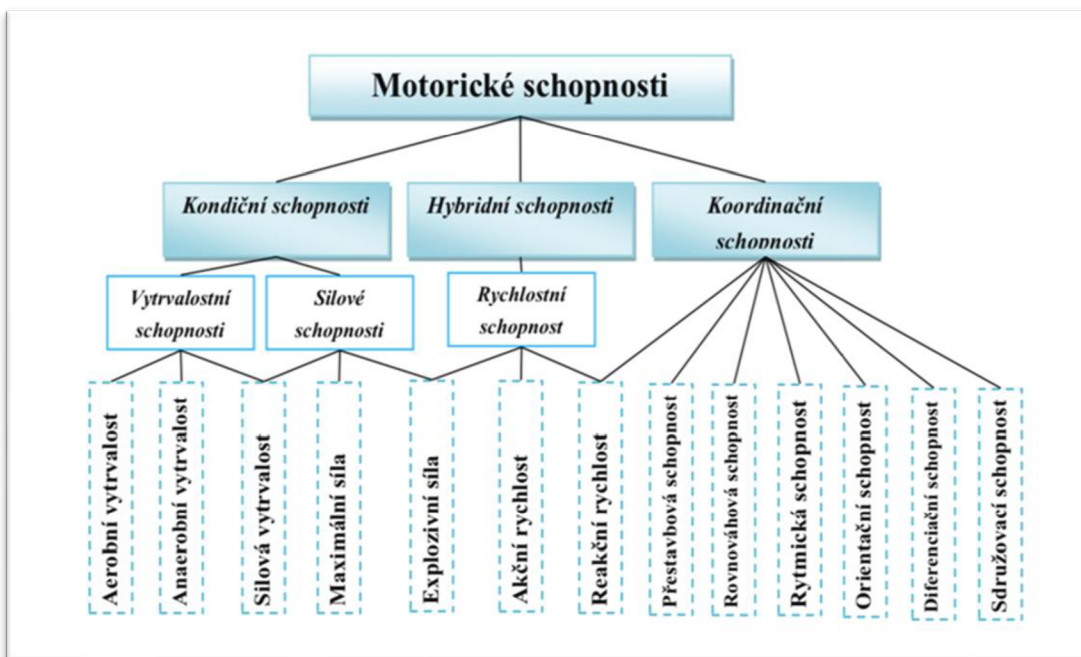 Motorické schopnosti
Kondiční schopnosti
Hybridní schopnosti
Koordinační
schopnosti
Vytrvalostní
schopnosti
Silové
schopnosti
Rychlostní
schopnost
Aerobní vytrvalost
Anaerobní vytrvalost
Silová vytrvalost
Maximální síla
Explozivní síla
Akční rychlost
Reakční rychlost
Přestavbová schopnost
Rovnováhová schopnost
Rytmická schopnost
Orientační schopnost
Diferenciační schopnost
Sdružovací schopnost